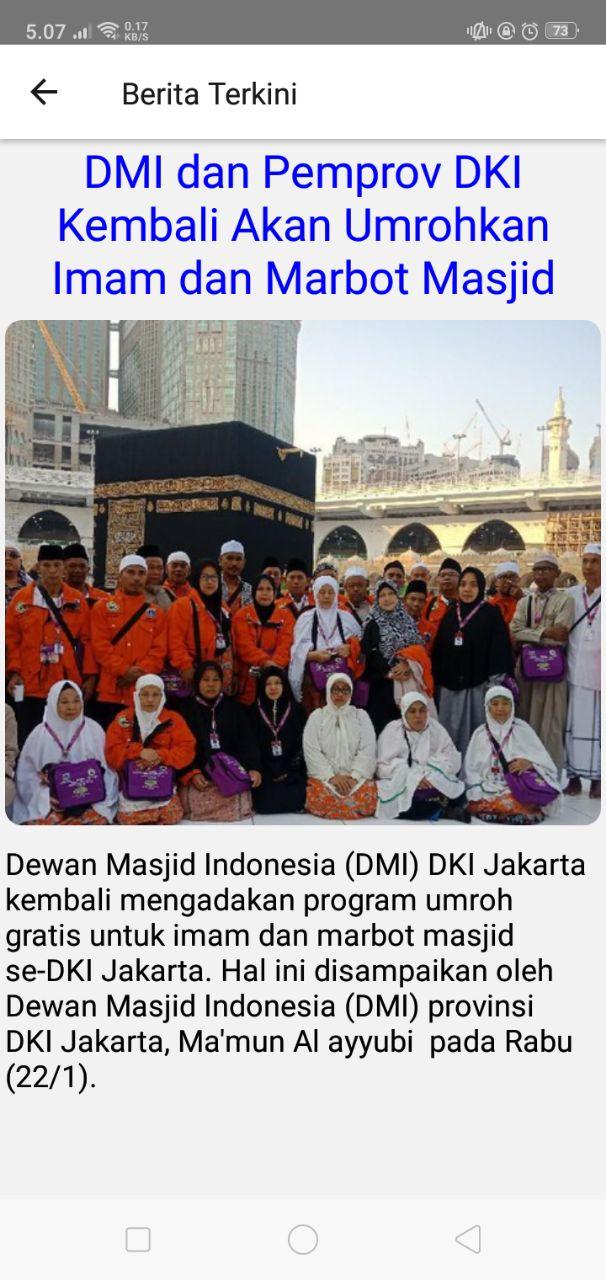 5.07
0.17
KB/S
73
Berita Terkini
DMI dan Pemprov DKI
Kembali Akan Umrohkan
Imam dan Marbot Masjid
Dewan Masjid Indonesia (DMI) DKI Jakarta
kembali mengadakan program umroh
gratis untuk imam dan marbot masjid
se-DKI Jakarta. Hal ini disampaikan oleh
Dewan Masjid Indonesia (DMI) provinsi
DKI Jakarta, Ma'mun Al ayyubi  pada Rabu
(22/1).